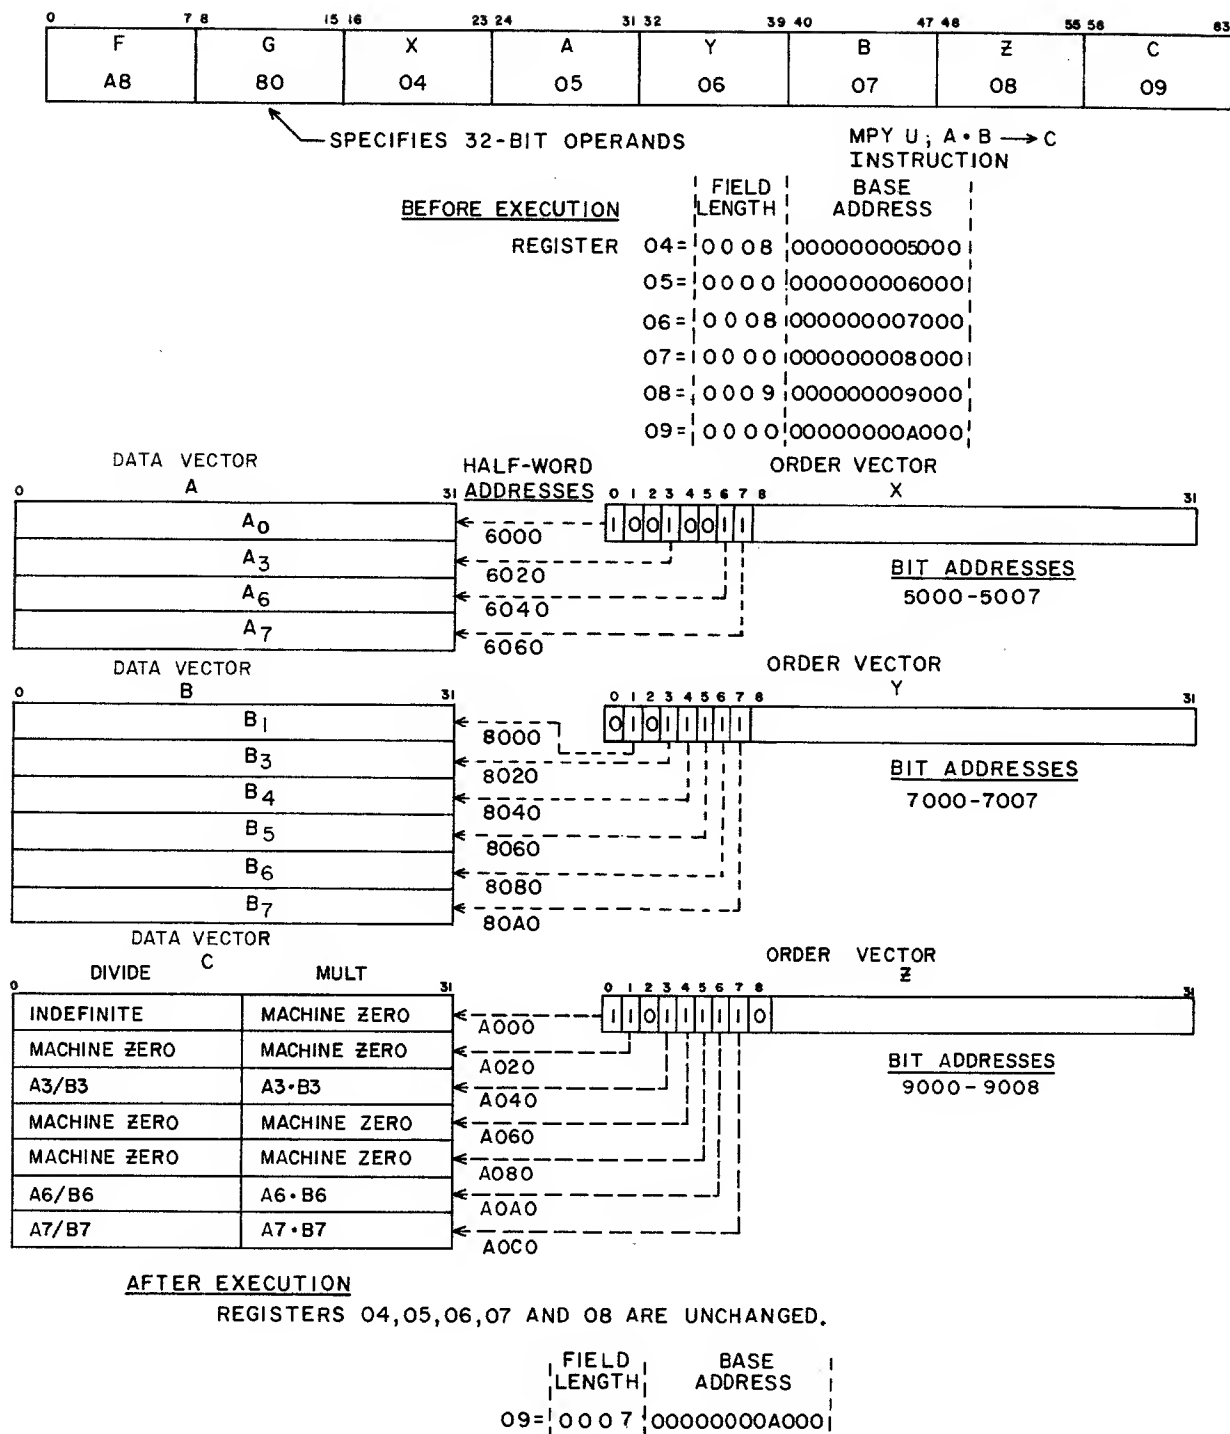 0 7 8 15 16 23 24 31 32 39 40 47 48 55 56 63
F G X A Y B Z C
A8 80 04 05 06 07 08 09
SPECIFIES 32-BIT OPERANDS
MPY U; A•B → C
INSTRUCTION
BEFORE EXECUTION
FIELD LENGTH
BASE ADDRESS
REGISTER 04= 0008 000000005000
05= 0000 000000006000
06= 0008 000000007000
07= 0000 000000008000
08= 0009 000000009000
09= 0000 00000000A000
DATA VECTOR
A
0 31
HALF-WORD
ADDRESSES
ORDER VECTOR
X
0 1 2 3 4 5 6 7 8 31
A0
A3
A6
A7
6000
6020
6040
6060
1 0 0 1 0 0 1 1
BIT ADDRESSES
5000-5007
DATA VECTOR
B
0 31
ORDER VECTOR
Y
0 1 2 3 4 5 6 7 8 31
B1
B3
B4
B5
B6
B7
8000
8020
8040
8060
8080
80A0
0 1 0 1 1 1 1 1
BIT ADDRESSES
7000-7007
DATA VECTOR
C
DIVIDE MULT
0 31
ORDER VECTOR
Z
0 1 2 3 4 5 6 7 8 31
INDEFINITE MACHINE ZERO
MACHINE ZERO MACHINE ZERO
A3/B3 A3•B3
MACHINE ZERO MACHINE ZERO
MACHINE ZERO MACHINE ZERO
A6/B6 A6•B6
A7/B7 A7•B7
A000
A020
A040
A060
A080
A0A0
A0C0
1 1 0 1 1 1 1 1 0
BIT ADDRESSES
9000-9008
AFTER EXECUTION
REGISTERS 04,05,06,07 AND 08 ARE UNCHANGED.
FIELD LENGTH
BASE ADDRESS
09= 0007 00000000A000